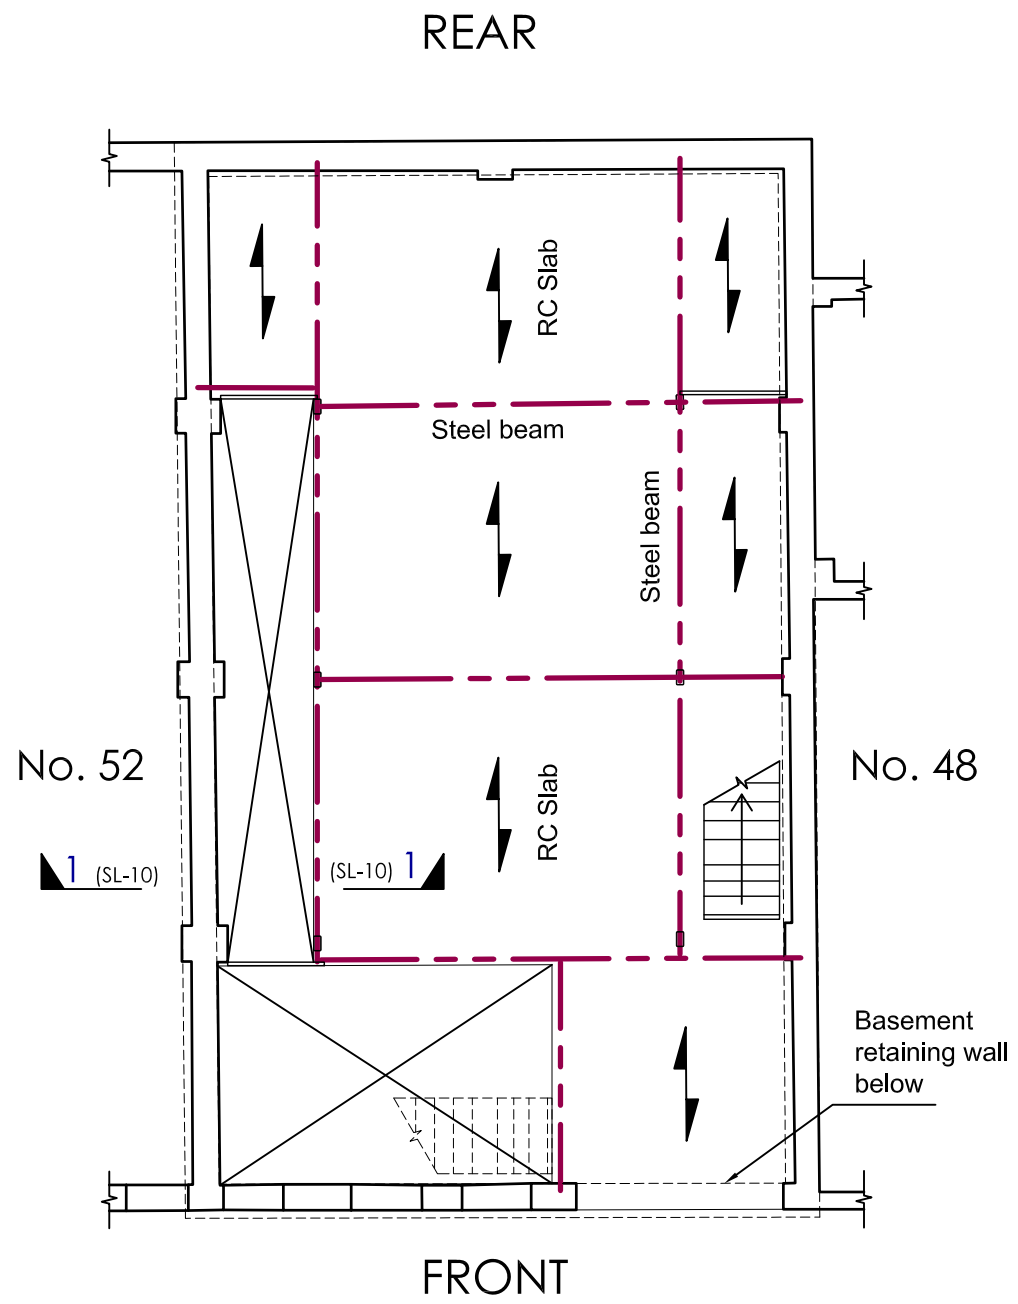 REAR
RC Slab
Steel beam
Steel beam
No. 52
No. 48
RC Slab
1 (SL-10)
(SL-10) 1
Basement
retaining wall
below
FRONT